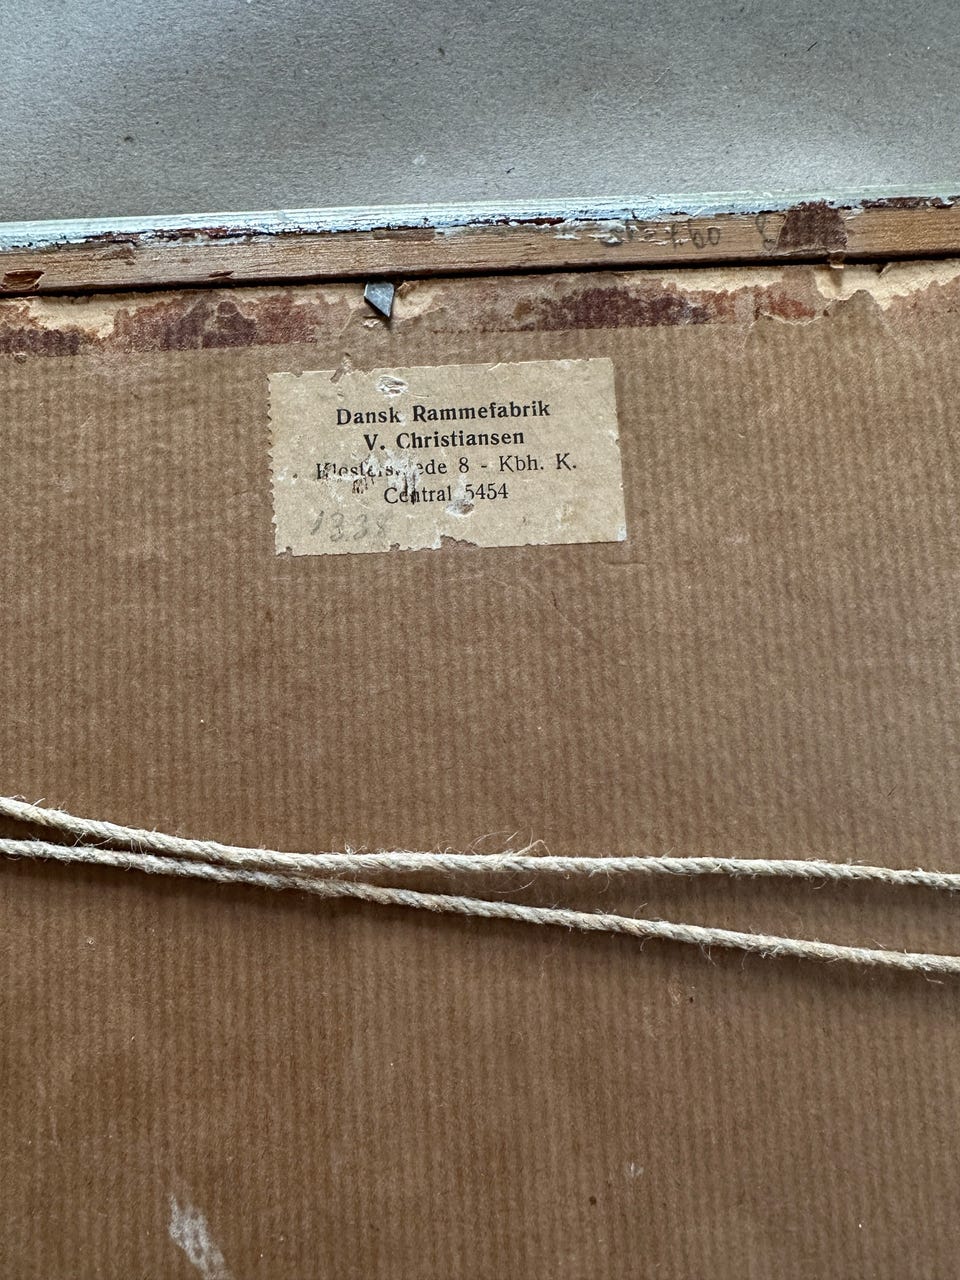 Dansk Rammefabrik
V. Christiansen
8 - Kbh. K.
Central 5454
1338